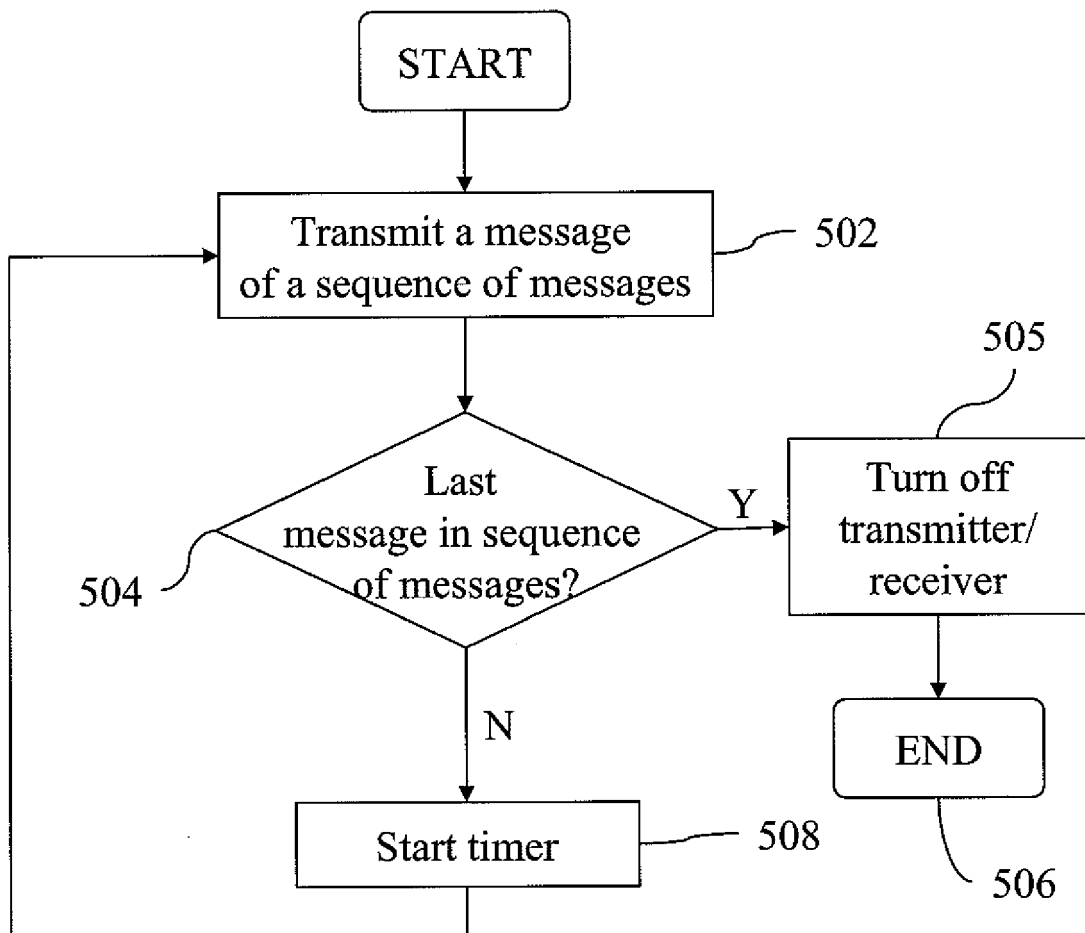 START
Transmit a message
of a sequence of messages
502
505
Last
message in sequence
of messages?
504
Y
Turn off
transmitter/
receiver
N
END
506
Start timer
508